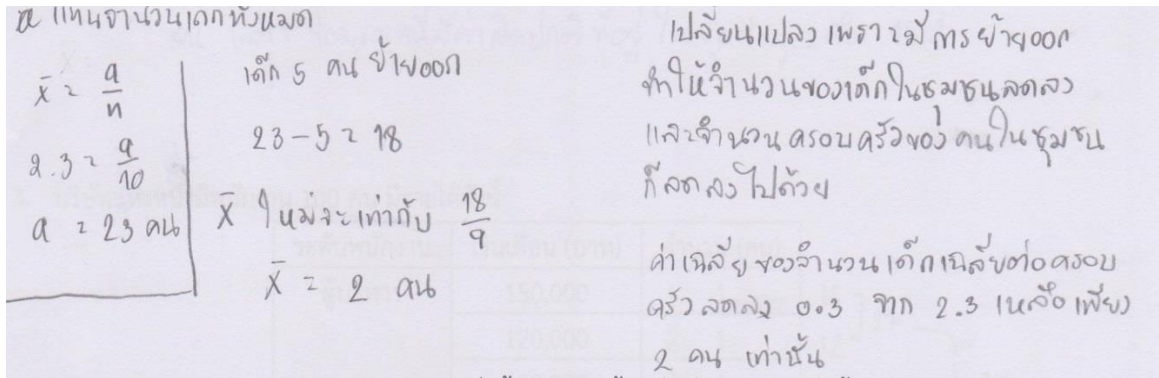 a แทนจำนวนเด็กทั้งหมด
x̄ = a/n
2.3 = a/10
a = 23 คน
เด็ก 5 คน ย้ายออก
23 - 5 = 18
x̄ ใหม่จะเท่ากับ 18/9
x̄ = 2 คน
เปลี่ยนแปลง เพราะมีการย้ายออก
ทำให้จำนวนของเด็กในชุมชนลดลง
และจำนวนครอบครัวของคนในชุมชน
ก็ลดลงไปด้วย
ค่าเฉลี่ยของจำนวนเด็กเฉลี่ยต่อครอบ
ครัวลดลง 0.3 จาก 2.3 เหลือเพียง
2 คน เท่านั้น